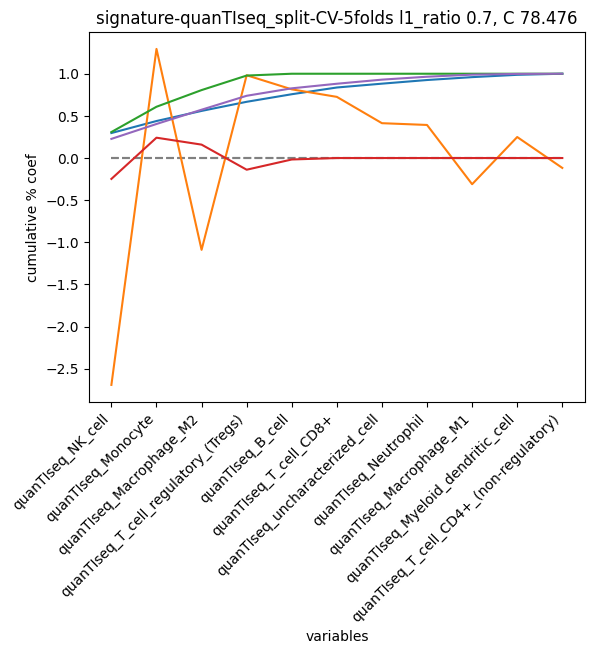 signature-quanTIseq_split-CV-5folds l1_ratio 0.7, C 78.476
cumulative % coef
1.0
0.5
0.0
−0.5
−1.0
−1.5
−2.0
−2.5
quanTIseq_NK_cell
quanTIseq_Monocyte
quanTIseq_Macrophage_M2
quanTIseq_T_cell_regulatory_(Tregs)
quanTIseq_B_cell
quanTIseq_T_cell_CD8+
quanTIseq_uncharacterized_cell
quanTIseq_Neutrophil
quanTIseq_Macrophage_M1
quanTIseq_Myeloid_dendritic_cell
quanTIseq_T_cell_CD4+_(non-regulatory)
variables